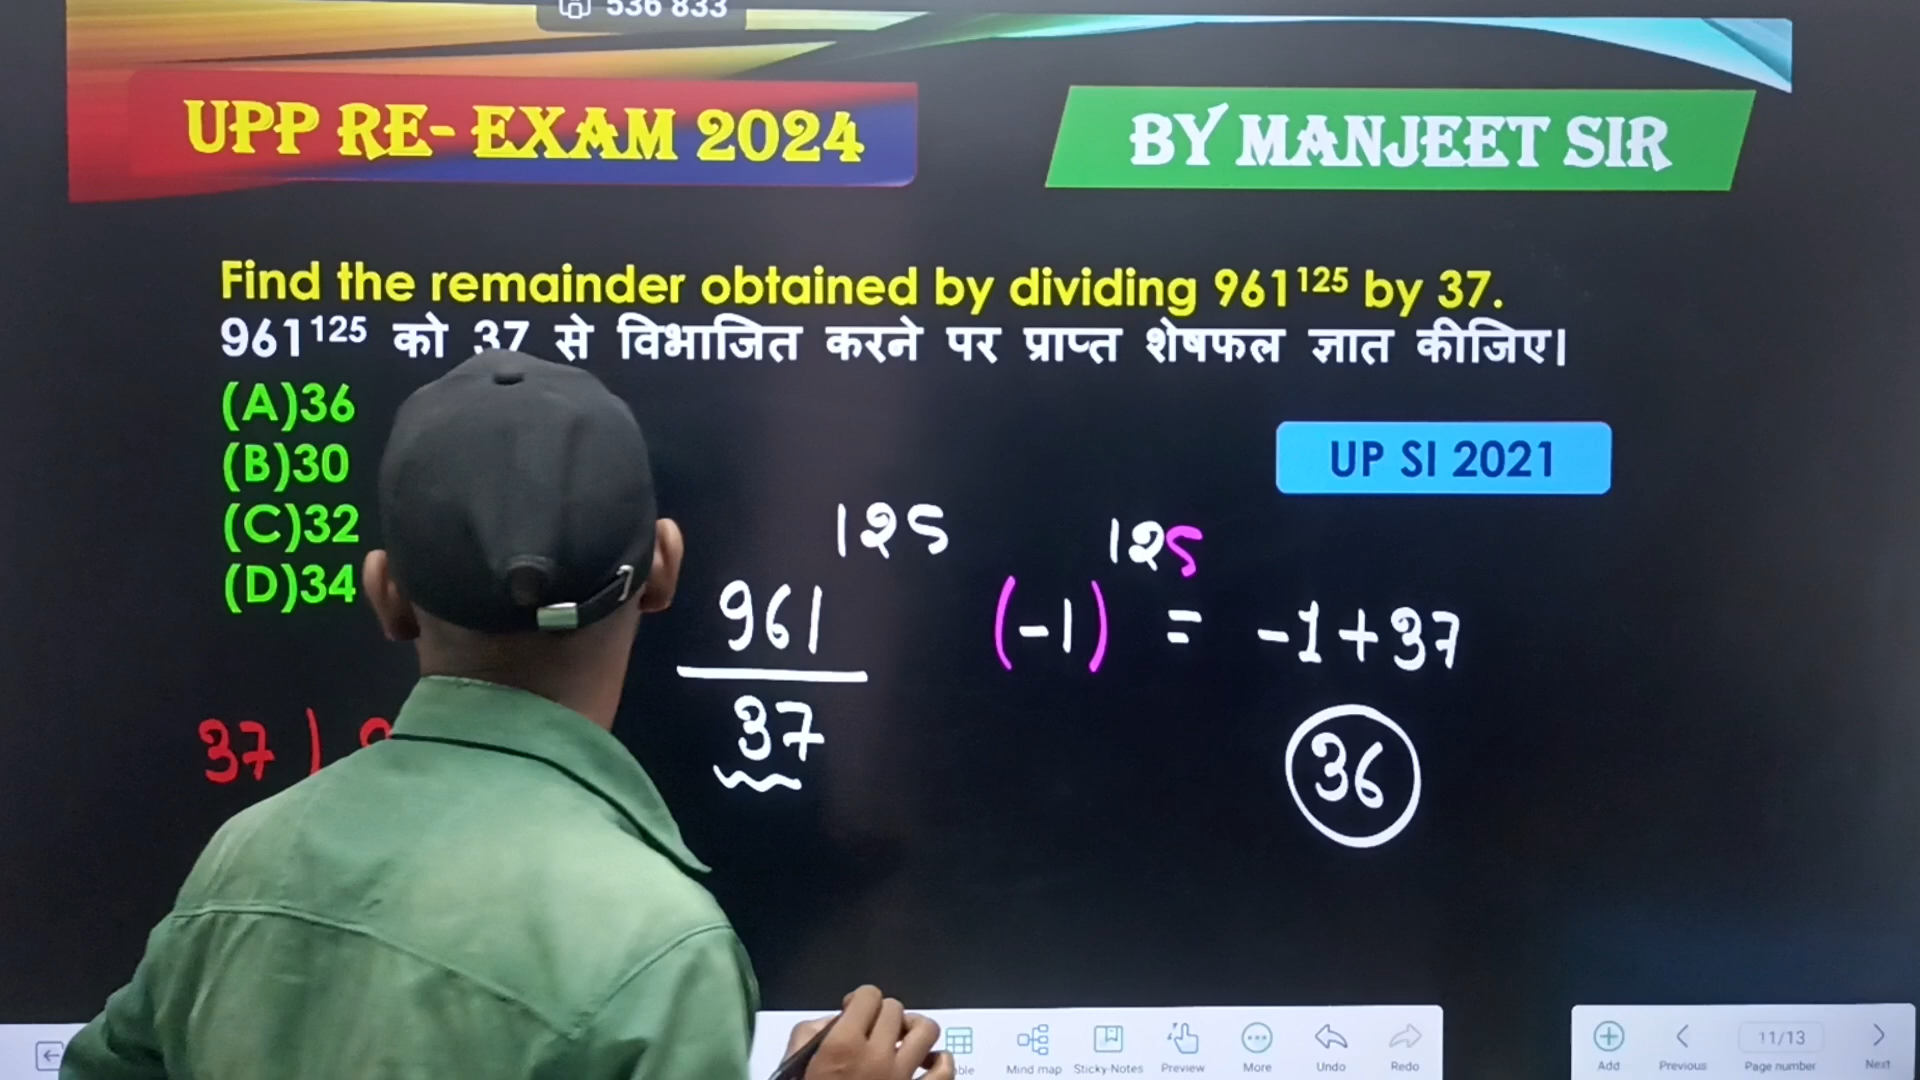 536 833
UPP RE- EXAM 2024
BY MANJEET SIR
Find the remainder obtained by dividing 961¹²⁵ by 37.
961¹²⁵ को 37 से विभाजित करने पर प्राप्त शेषफल ज्ञात कीजिए।
(A)36
(B)30
(C)32
(D)34
UP SI 2021
125
961
37
(-1)¹²⁵ = -1+37
36
37 )
Mind map
Sticky-Notes
Preview
More
Undo
Redo
Add
Previous
11/13
Page number
Next